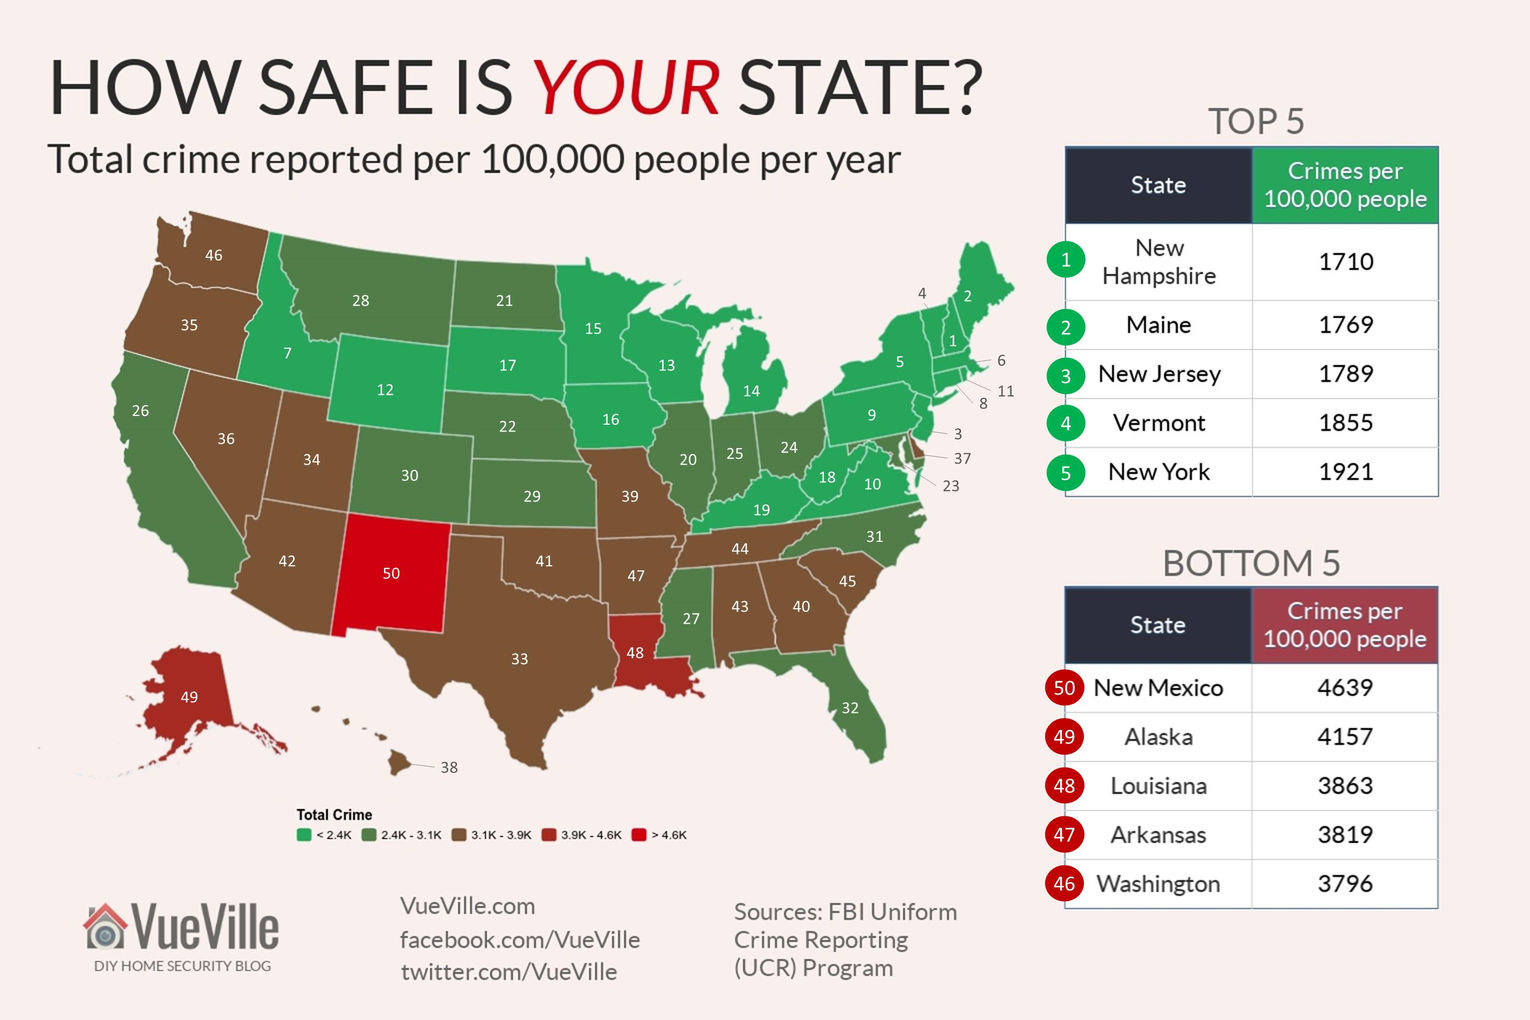 HOW SAFE IS YOUR STATE?
Total crime reported per 100,000 people per year
46
35
7
28
21
15
17
12
13
14
16
22
26
36
34
30
29
20
25
24
9
5
4
2
1
6
11
8
3
37
23
18
10
19
39
31
42
50
41
47
44
45
43
40
27
48
33
32
49
38
Total Crime
< 2.4K 2.4K - 3.1K 3.1K - 3.9K 3.9K - 4.6K > 4.6K
TOP 5
State
Crimes per
100,000 people
1 New
Hampshire 1710
2 Maine 1769
3 New Jersey 1789
4 Vermont 1855
5 New York 1921
BOTTOM 5
State
Crimes per
100,000 people
50 New Mexico 4639
49 Alaska 4157
48 Louisiana 3863
47 Arkansas 3819
46 Washington 3796
VueVille
DIY HOME SECURITY BLOG
VueVille.com
facebook.com/VueVille
twitter.com/VueVille
Sources: FBI Uniform
Crime Reporting
(UCR) Program